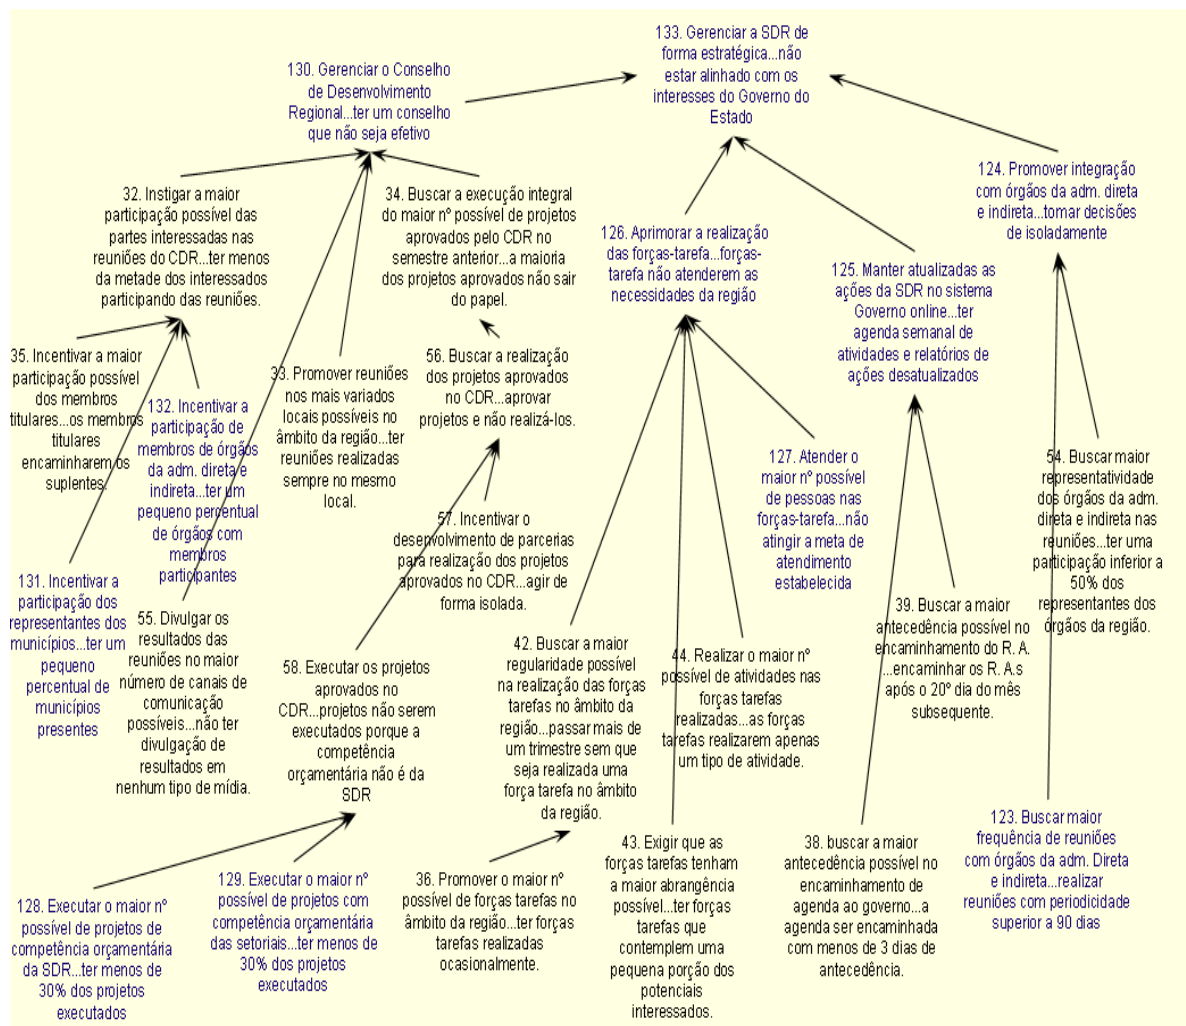 133. Gerenciar a SDR de
forma estratégica...não
estar alinhado com os
interesses do Governo do
Estado
130. Gerenciar o Conselho
de Desenvolvimento
Regional...ter um conselho
que não seja efetivo
124. Promover integração
com órgãos da adm. direta
e indireta...tomar decisões
de isoladamente
32. Instigar a maior
participação possível das
partes interessadas nas
reuniões do CDR...ter menos
da metade dos interessados
participando das reuniões.
34. Buscar a execução integral
do maior nº possível de projetos
aprovados pelo CDR no
semestre anterior...a maioria
dos projetos aprovados não sair
do papel.
126. Aprimorar a realização
das forças-tarefa...forças-
tarefa não atenderem as
necessidades da região
125. Manter atualizadas as
ações da SDR no sistema
Governo online...ter
agenda semanal de
atividades e relatórios de
ações desatualizados
35. Incentivar a maior
participação possível
dos membros
titulares...os membros
titulares
encaminharem os
suplentes.
132. Incentivar a
participação de
membros de órgãos
da adm. direta e
indireta...ter um
pequeno percentual
de órgãos com
membros
participantes
33. Promover reuniões
nos mais variados
locais possíveis no
âmbito da região...ter
reuniões realizadas
sempre no mesmo
local.
56. Buscar a realização
dos projetos aprovados
no CDR...aprovar
projetos e não realizá-los.
127. Atender o
maior nº possível
de pessoas nas
forças-tarefa...não
atingir a meta de
atendimento
estabelecida
54. Buscar maior
representatividade
dos órgãos da adm.
direta e indireta nas
reuniões...ter uma
participação inferior a
50% dos
representantes dos
órgãos da região.
131. Incentivar a
participação dos
representantes dos
municípios...ter um
pequeno
percentual de
municípios
presentes
55. Divulgar os
resultados das
reuniões no maior
número de canais de
comunicação
possíveis...não ter
divulgação de
resultados em
nenhum tipo de mídia.
57. Incentivar o
desenvolvimento de parcerias
para realização dos projetos
aprovados no CDR...agir de
forma isolada.
58. Executar os projetos
aprovados no
CDR...projetos não serem
executados porque a
competência
orçamentária não é da
SDR
42. Buscar a maior
regularidade possível
na realização das forças
tarefas no âmbito da
região...passar mais de
um trimestre sem que
seja realizada uma
força tarefa no âmbito
da região.
44. Realizar o maior nº
possível de atividades nas
forças tarefas
realizadas...as forças
tarefas realizarem apenas
um tipo de atividade.
39. Buscar a maior
antecedência possível no
encaminhamento do R. A.
...encaminhar os R. A.s
após o 20º dia do mês
subsequente.
128. Executar o maior nº
possível de projetos de
competência orçamentária
da SDR...ter menos de
30% dos projetos
executados
129. Executar o maior nº
possível de projetos com
competência orçamentária
das setoriais...ter menos de
30% dos projetos
executados
36. Promover o maior nº
possível de forças tarefas no
âmbito da região...ter forças
tarefas realizadas
ocasionalmente.
43. Exigir que as
forças tarefas tenham
a maior abrangência
possível...ter forças
tarefas que
contemplem uma
pequena porção dos
potenciais
interessados.
38. buscar a maior
antecedência possível no
encaminhamento de
agenda ao governo...a
agenda ser encaminhada
com menos de 3 dias de
antecedência.
123. Buscar maior
frequência de reuniões
com órgãos da adm. Direta
e indireta...realizar
reuniões com periodicidade
superior a 90 dias